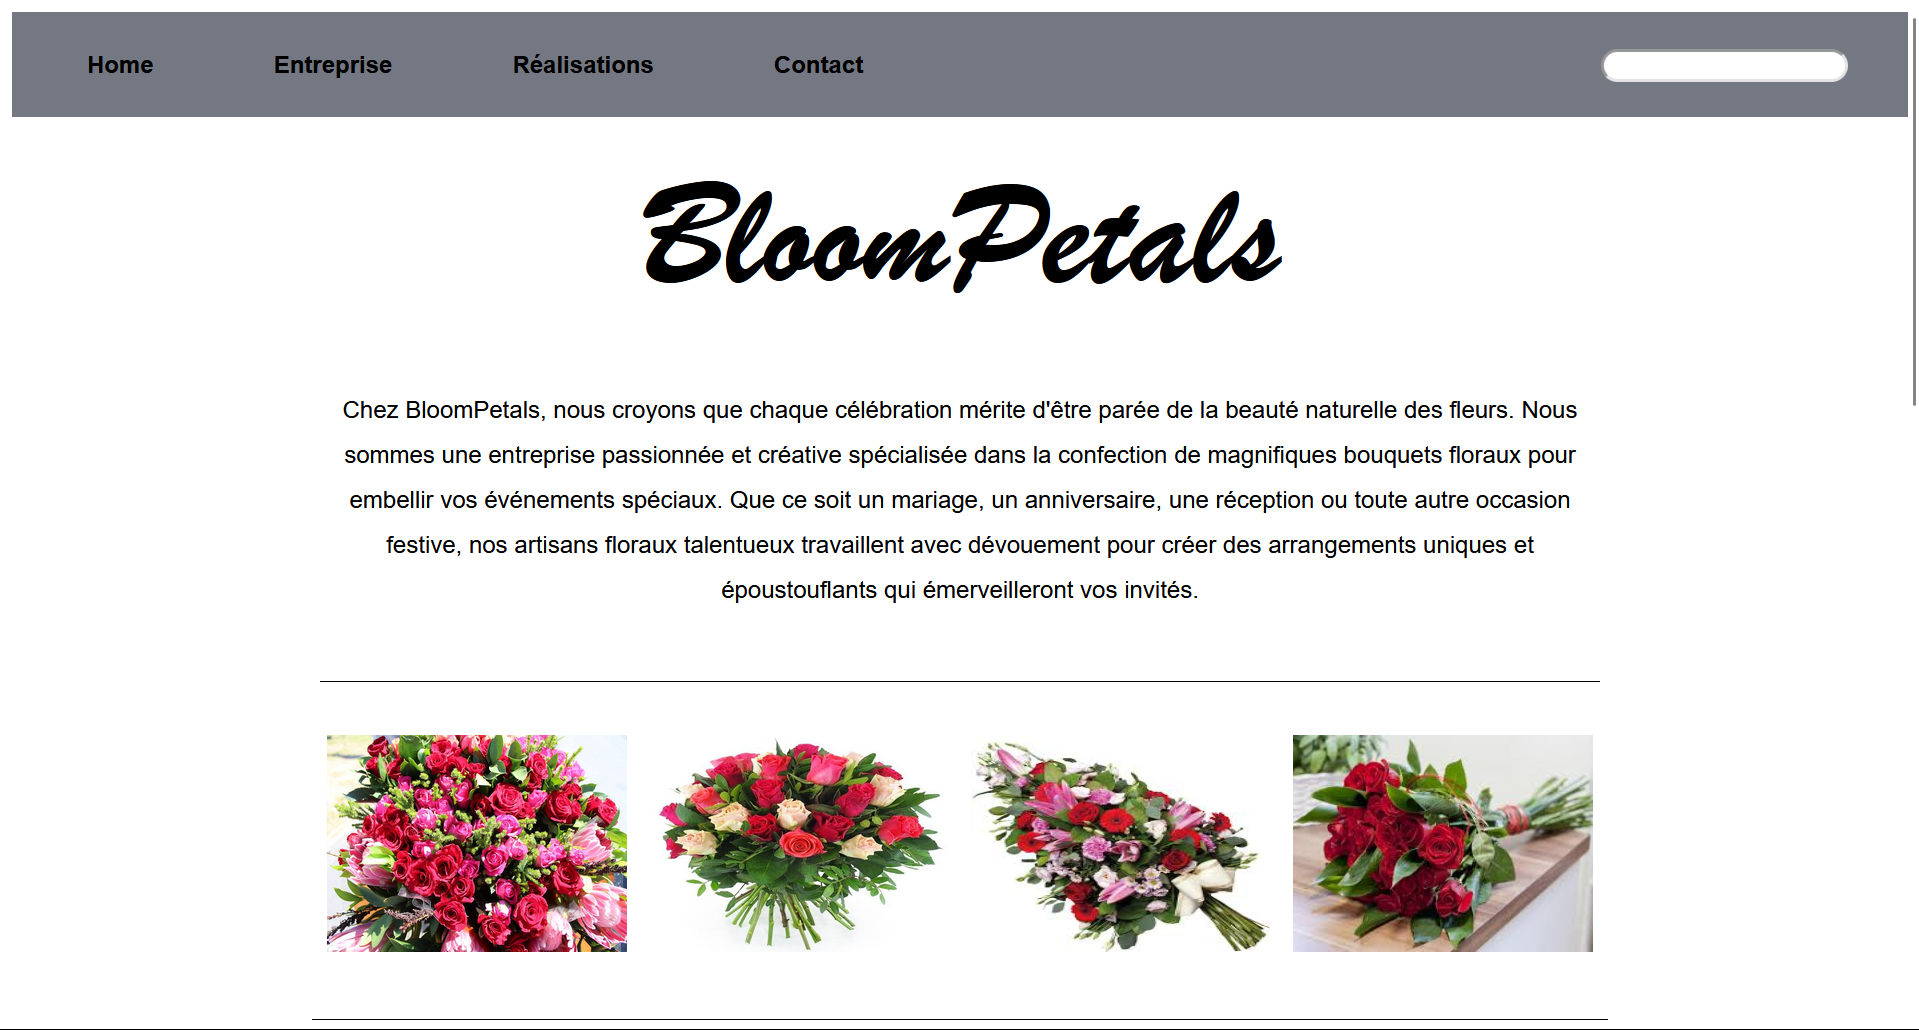 Home
Entreprise
Réalisations
Contact
BloomPetals
Chez BloomPetals, nous croyons que chaque célébration mérite d'être parée de la beauté naturelle des fleurs. Nous
sommes une entreprise passionnée et créative spécialisée dans la confection de magnifiques bouquets floraux pour
embellir vos événements spéciaux. Que ce soit un mariage, un anniversaire, une réception ou toute autre occasion
festive, nos artisans floraux talentueux travaillent avec dévouement pour créer des arrangements uniques et
époustouflants qui émerveilleront vos invités.